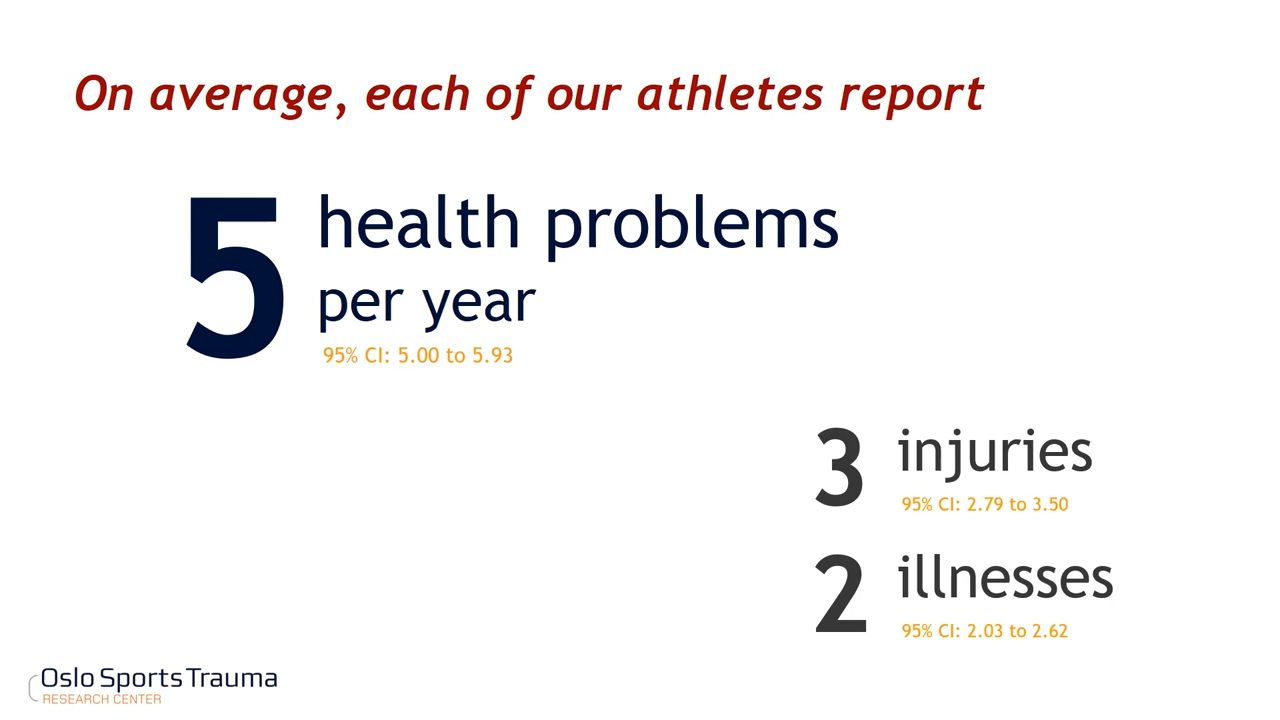 On average, each of our athletes report
5 health problems
per year
95% CI: 5.00 to 5.93
3 injuries
95% CI: 2.79 to 3.50
2 illnesses
95% CI: 2.03 to 2.62
Oslo Sports Trauma
RESEARCH CENTER